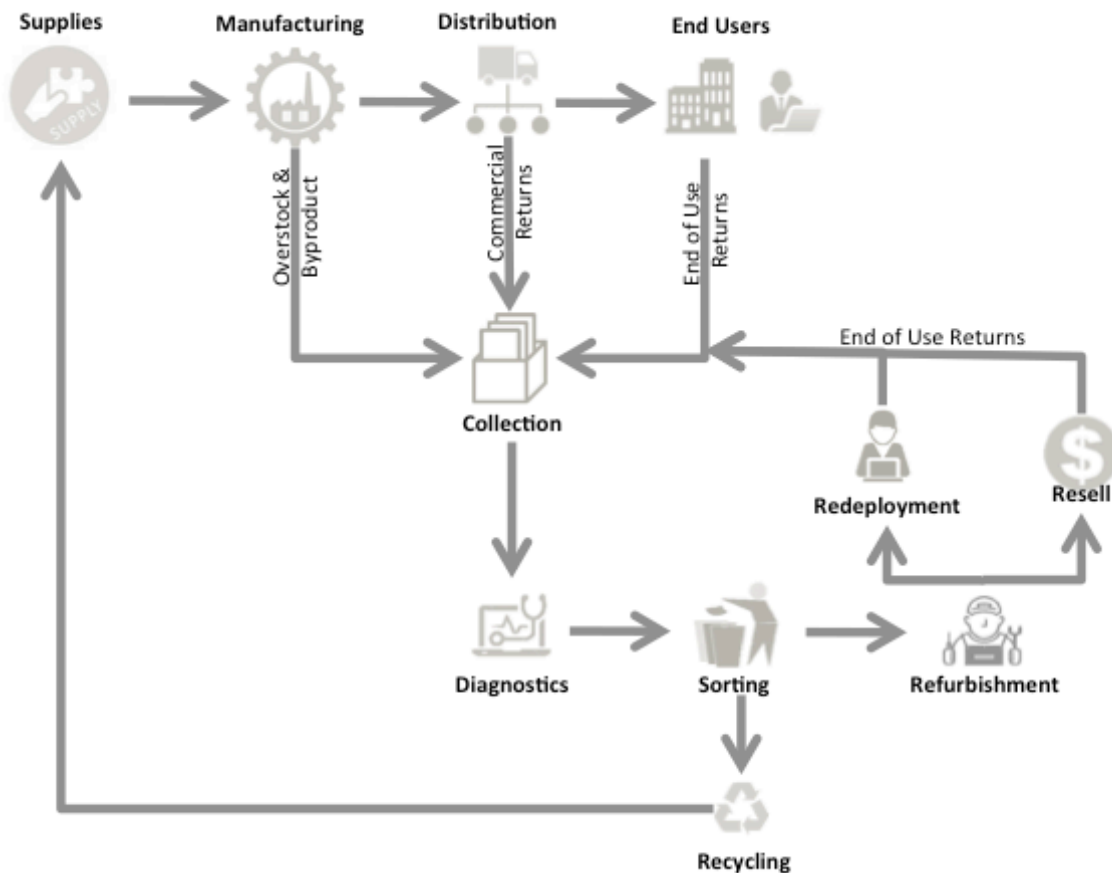 Supplies
Manufacturing
Distribution
End Users
SUPPLY
Overstock &
Byproduct
Commercial
Returns
End of Use
Returns
End of Use Returns
Collection
Redeployment
Resell
$
Diagnostics
Sorting
Refurbishment
Recycling